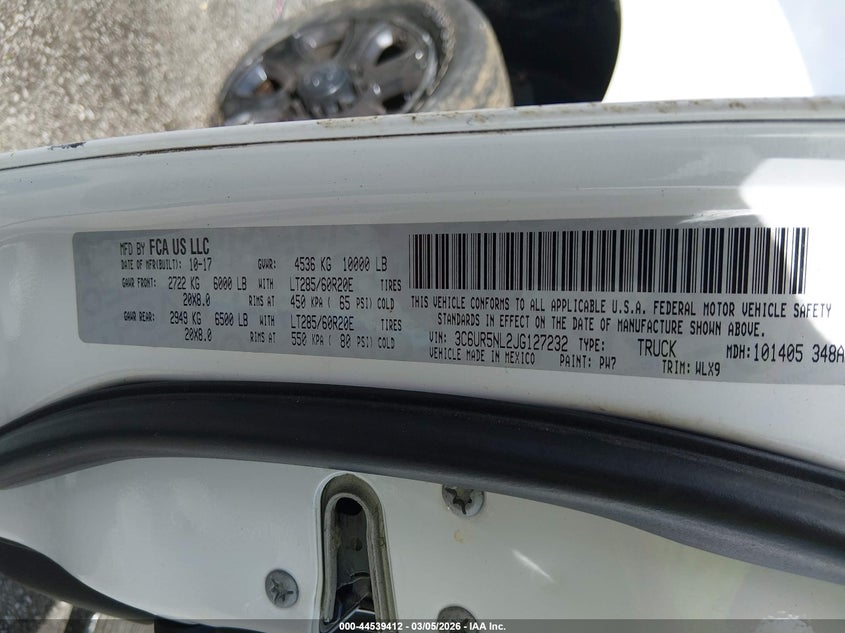 MFD BY FCA US LLC
DATE OF MFR(BUILT): 10-17 GVWR: 4536 KG 10000 LB
GAWR FRONT: 2722 KG 6000 LB WITH LT285/60R20E TIRES
20X8.0 RIMS AT 450 KPA ( 65 PSI) COLD
GAWR REAR: 2949 KG 6500 LB WITH LT285/60R20E TIRES
20X8.0 RIMS AT 550 KPA ( 80 PSI) COLD
THIS VEHICLE CONFORMS TO ALL APPLICABLE U.S.A. FEDERAL MOTOR VEHICLE SAFETY
STANDARDS IN EFFECT ON THE DATE OF MANUFACTURE SHOWN ABOVE.
VIN: 3C6UR5NL2JG127232 TYPE: TRUCK MDH:101405 348A
VEHICLE MADE IN MEXICO PAINT: PW7 TRIM: WLX9
000-44539412 - 03/05/2026 - IAA Inc.